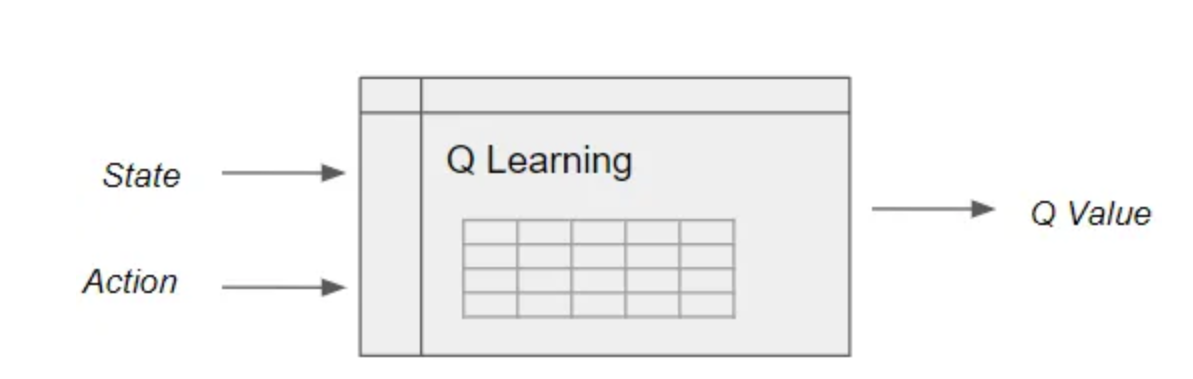 Q Learning
State
Q Value
Action